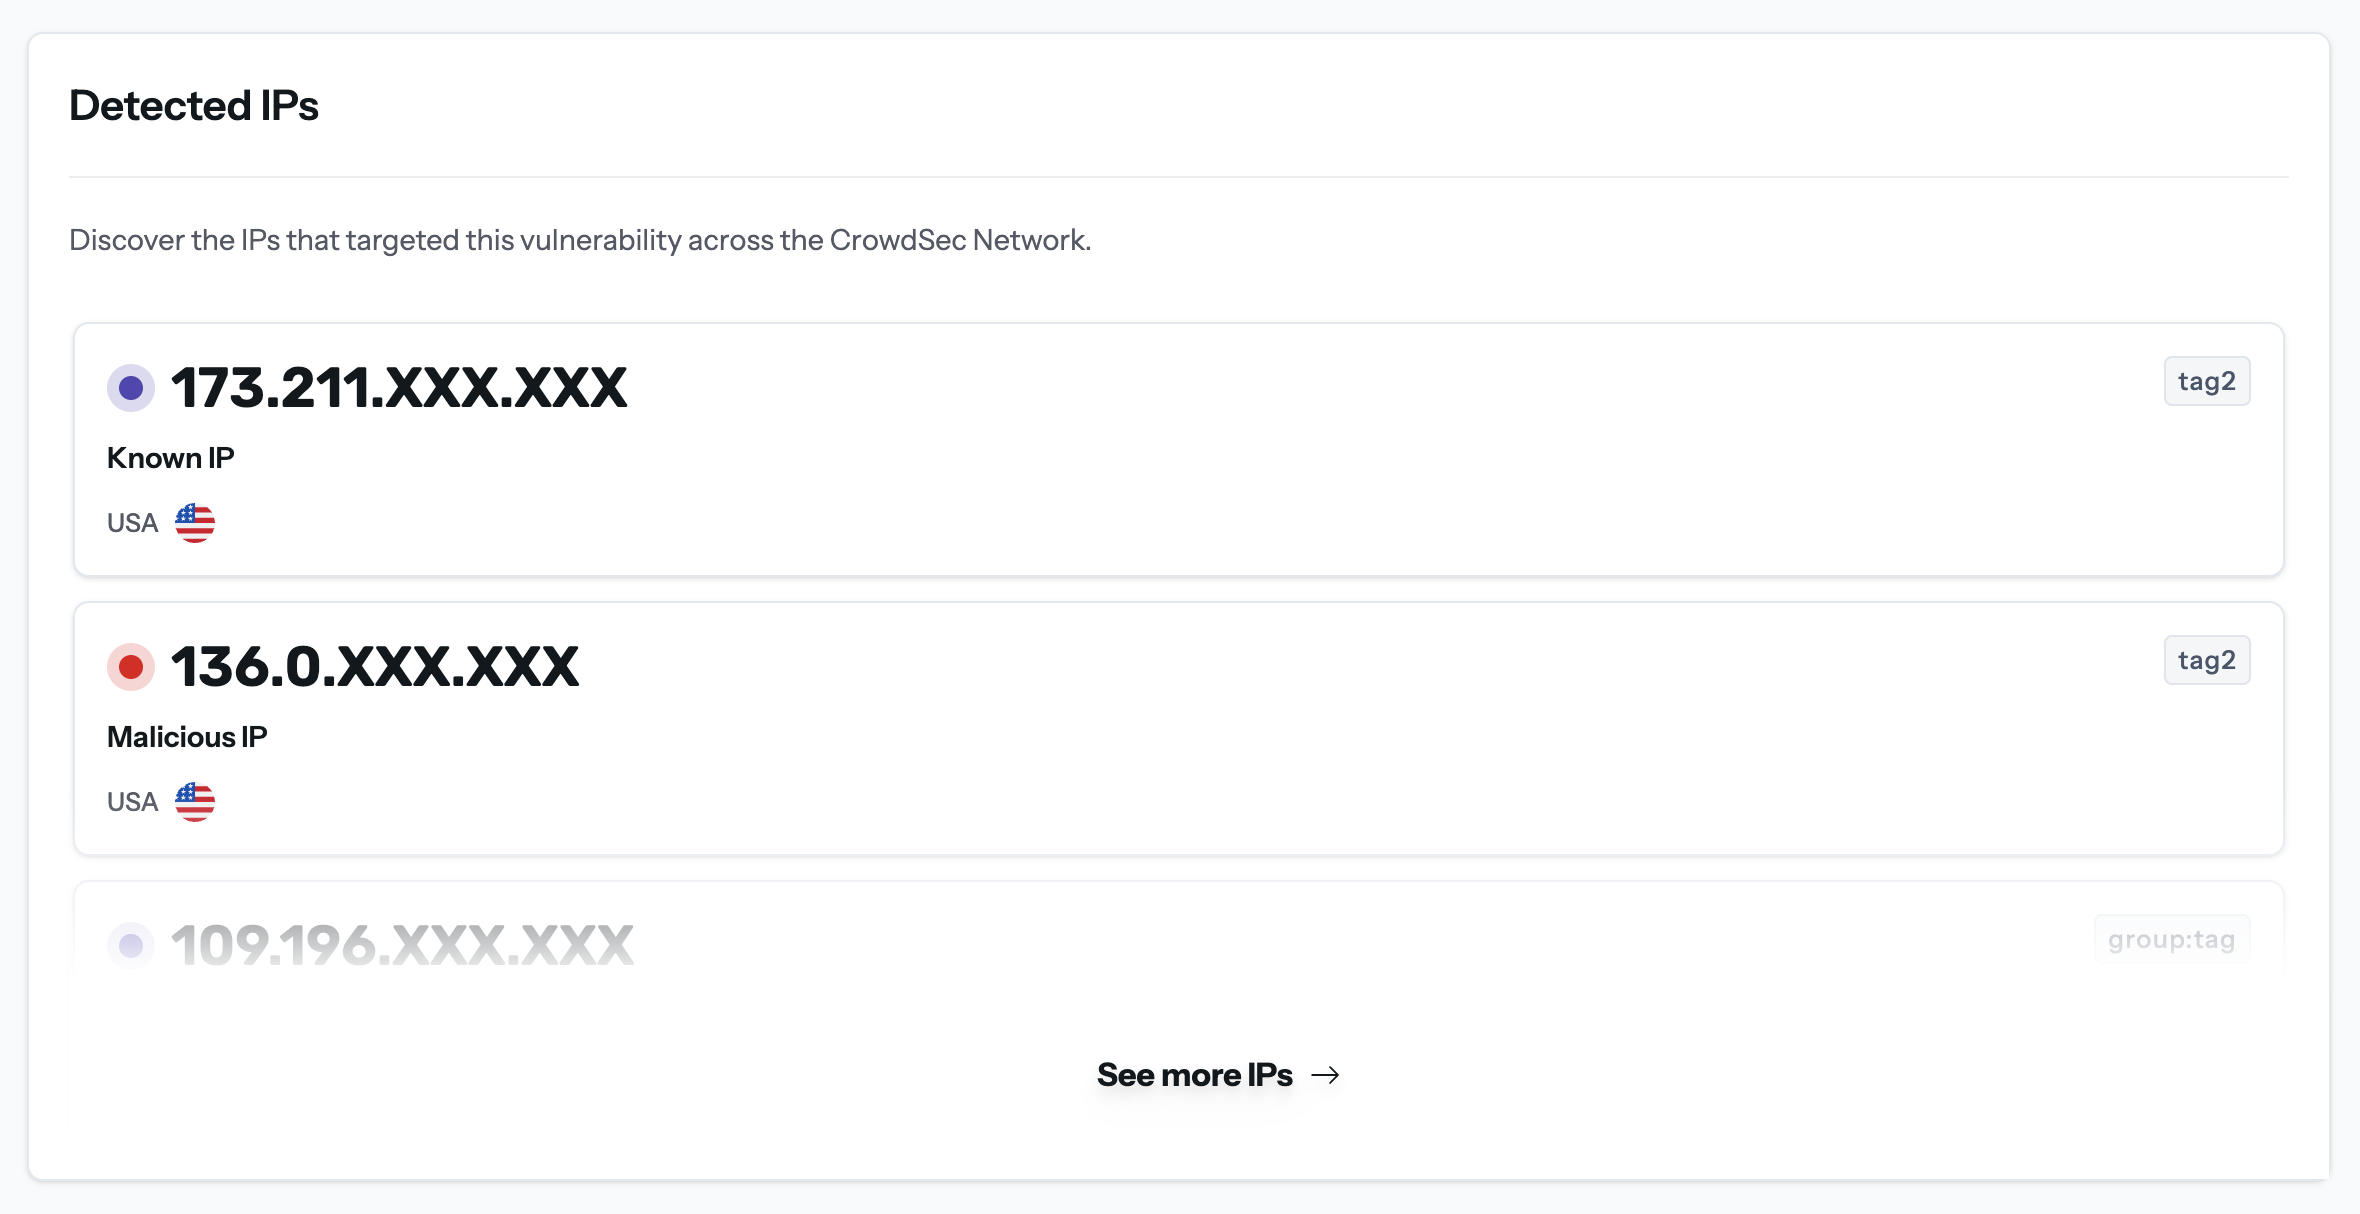 Detected IPs
Discover the IPs that targeted this vulnerability across the CrowdSec Network.
173.211.XXX.XXX
tag2
Known IP
USA
136.0.XXX.XXX
tag2
Malicious IP
USA
109.196.XXX.XXX
group:tag
See more IPs